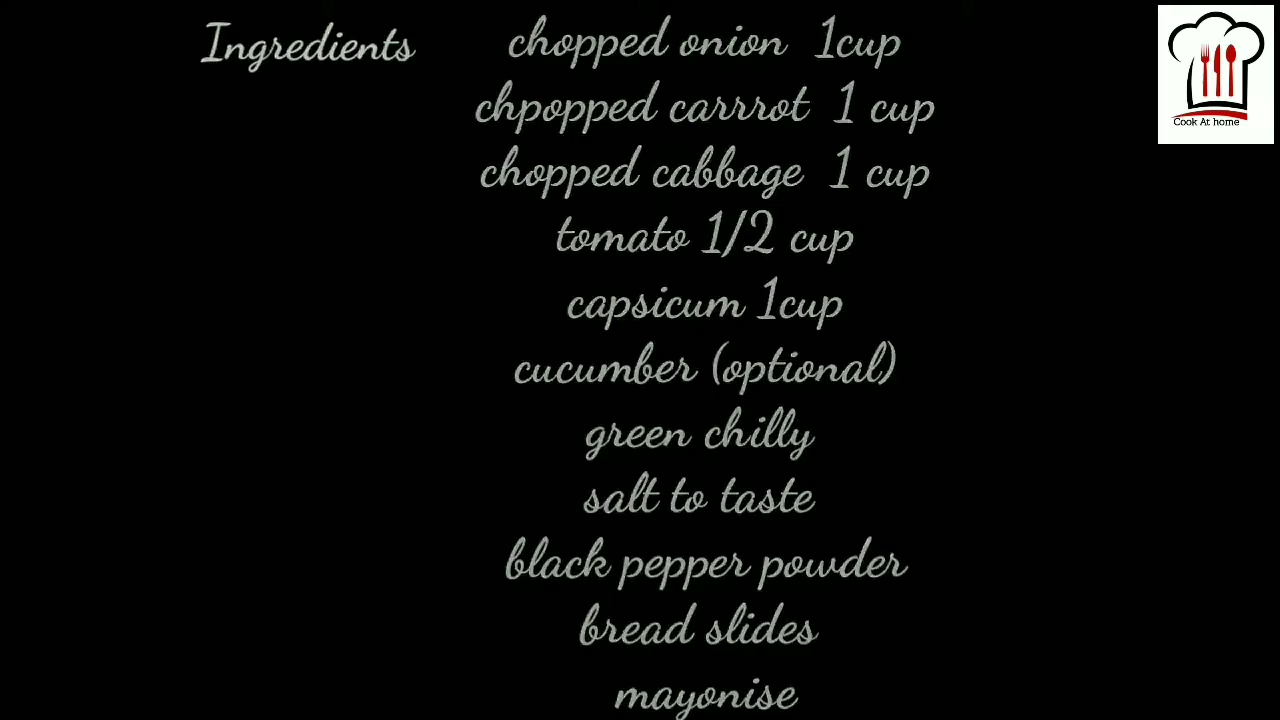 Ingredients
chopped onion 1cup
chpopped carrrot 1 cup
chopped cabbage 1 cup
tomato 1/2 cup
capsicum 1cup
cucumber (optional)
green chilly
salt to taste
black pepper powder
bread slides
mayonise
Cook At home